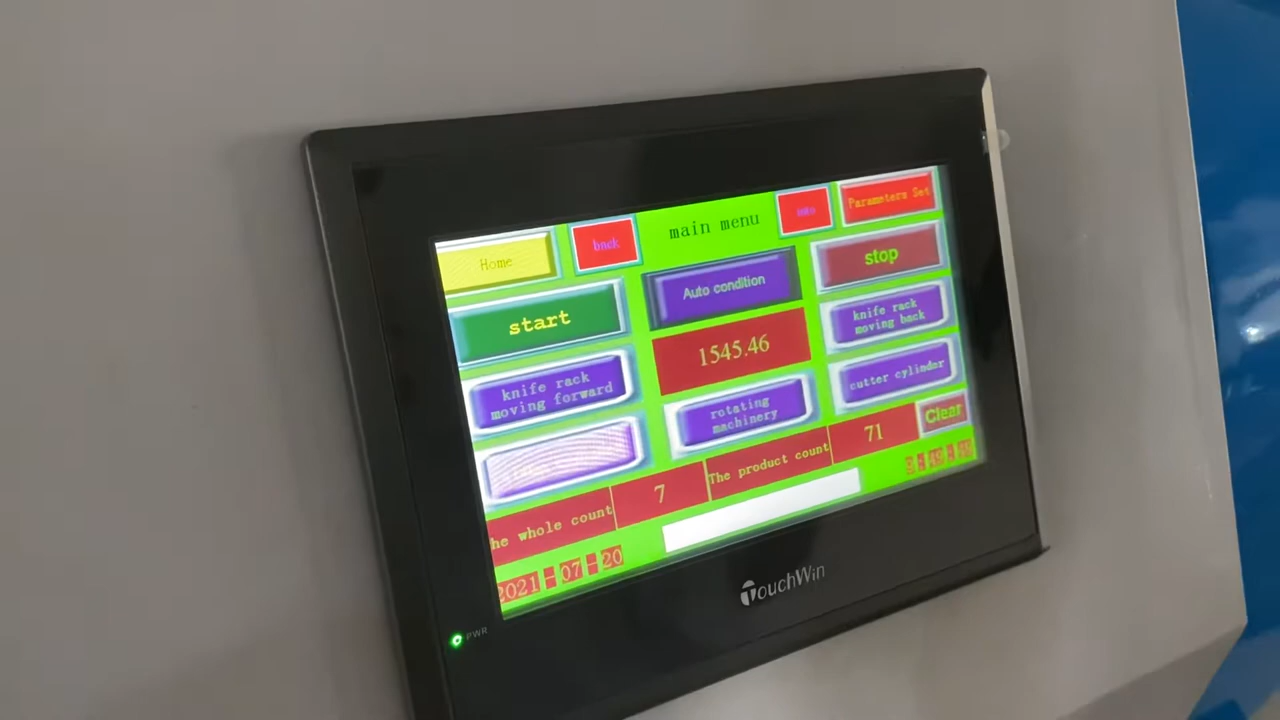 Home
back
main menu
Parameters Set
start
Auto condition
stop
1545.46
knife rack
moving back
knife rack
moving forward
rotating
machinery
cutter cylinder
he whole count
7
The product count
71
Clear
2021-07-20
TouchWin
PWR